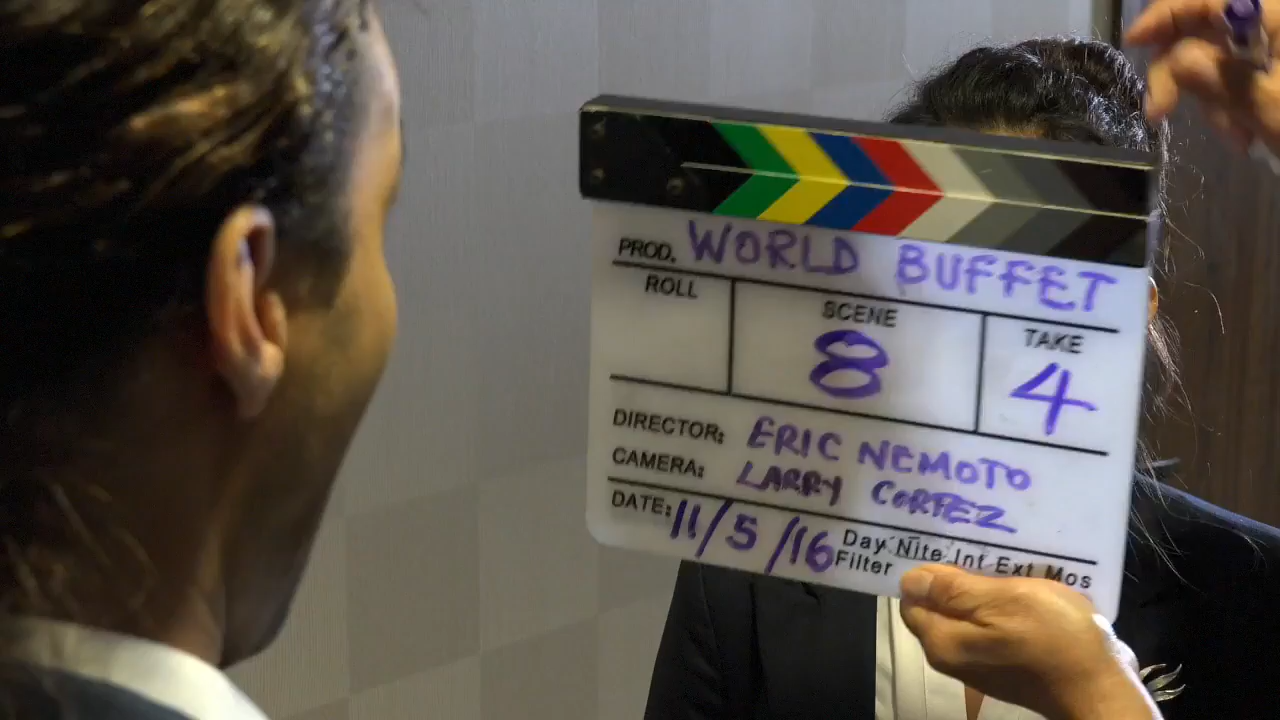 PROD. WORLD BUFFET
ROLL SCENE TAKE
8 4
DIRECTOR: ERIC NEMOTO
CAMERA: LARRY CORTEZ
DATE: 11/5/16 Day Nite Int Ext Mos
Filter